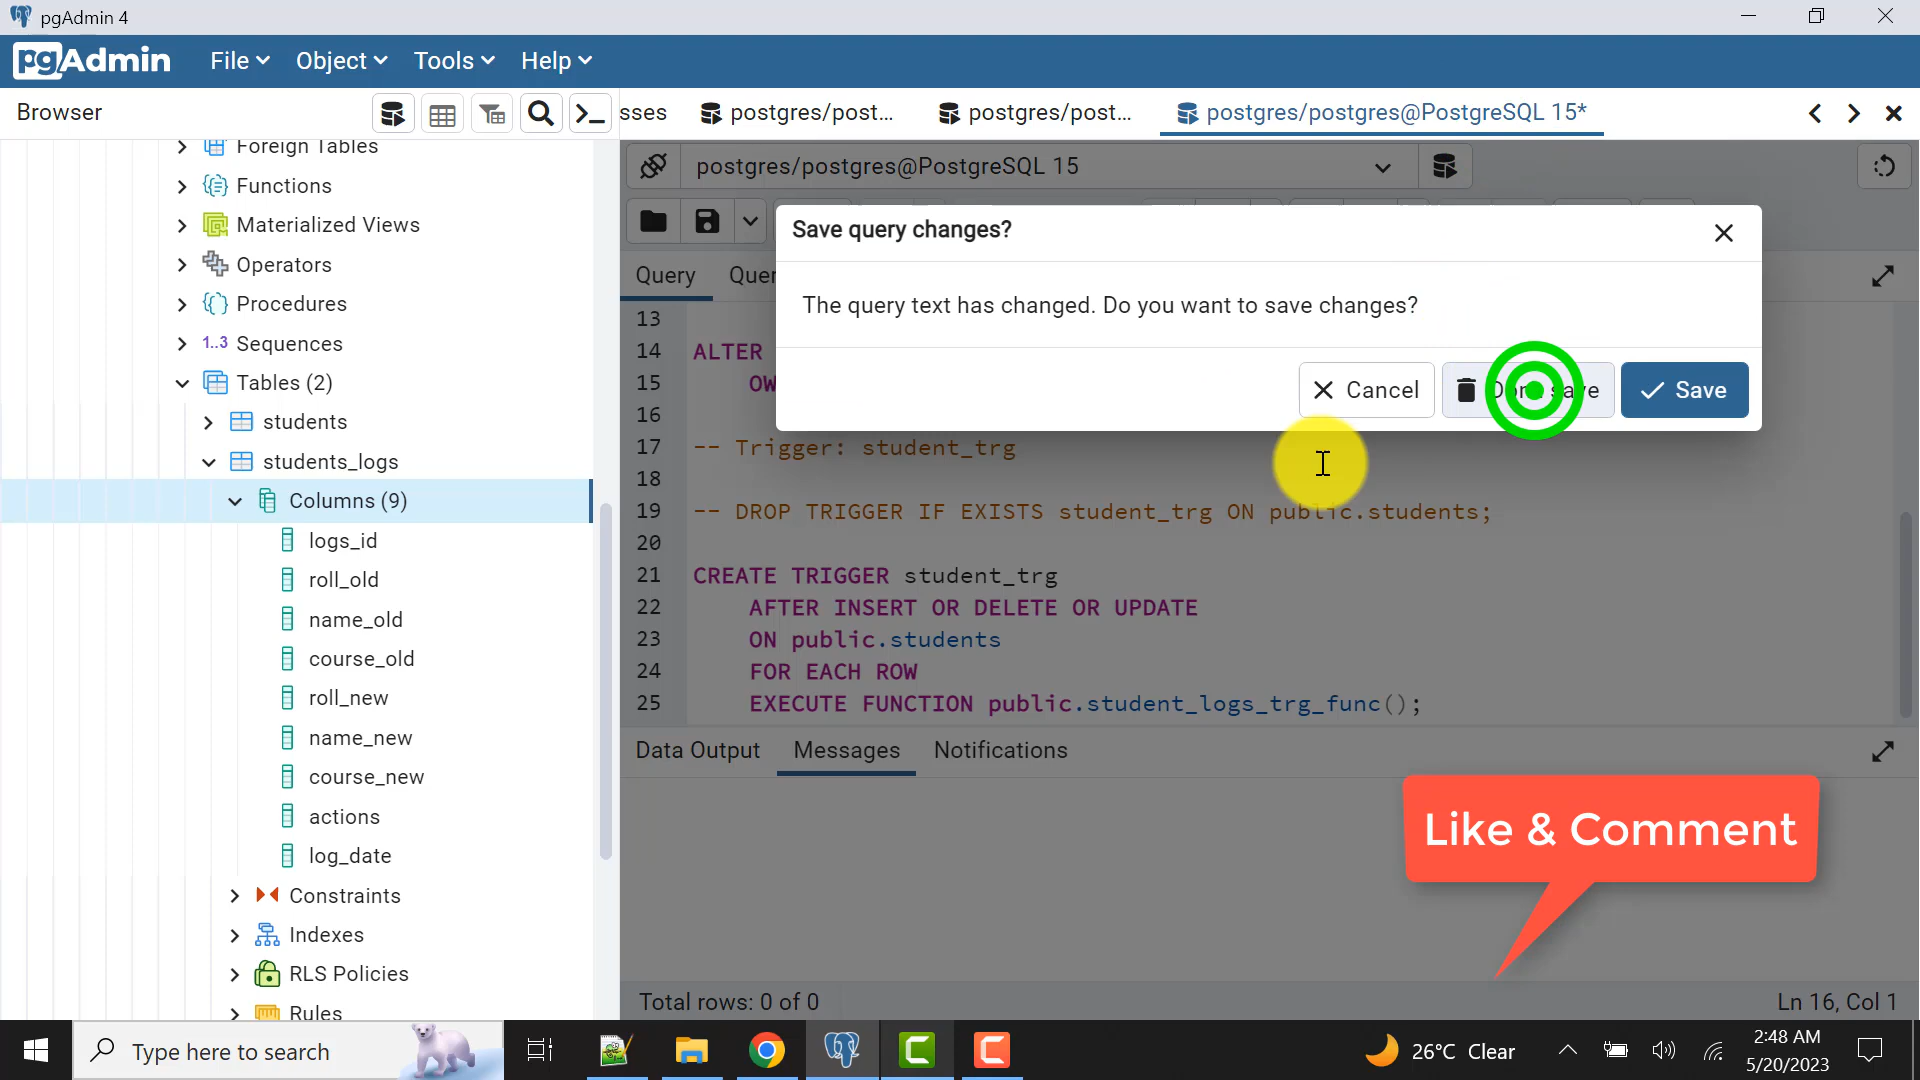 pgAdmin 4
pgAdmin File Object Tools Help
Browser
sses postgres/post... postgres/post... postgres/postgres@PostgreSQL 15*
Foreign Tables
Functions
Materialized Views
Operators
Procedures
1..3 Sequences
Tables (2)
students
students_logs
Columns (9)
logs_id
roll_old
name_old
course_old
roll_new
name_new
course_new
actions
log_date
Constraints
Indexes
RLS Policies
Rules
postgres/postgres@PostgreSQL 15
Query Quer
Save query changes?
The query text has changed. Do you want to save changes?
Cancel save Save
13
14 ALTER
15 OW
16
17 -- Trigger: student_trg
18
19 -- DROP TRIGGER IF EXISTS student_trg ON public.students;
20
21 CREATE TRIGGER student_trg
22 AFTER INSERT OR DELETE OR UPDATE
23 ON public.students
24 FOR EACH ROW
25 EXECUTE FUNCTION public.student_logs_trg_func();
Data Output Messages Notifications
Like & Comment
Total rows: 0 of 0 Ln 16, Col 1
Type here to search
26°C Clear
2:48 AM
5/20/2023